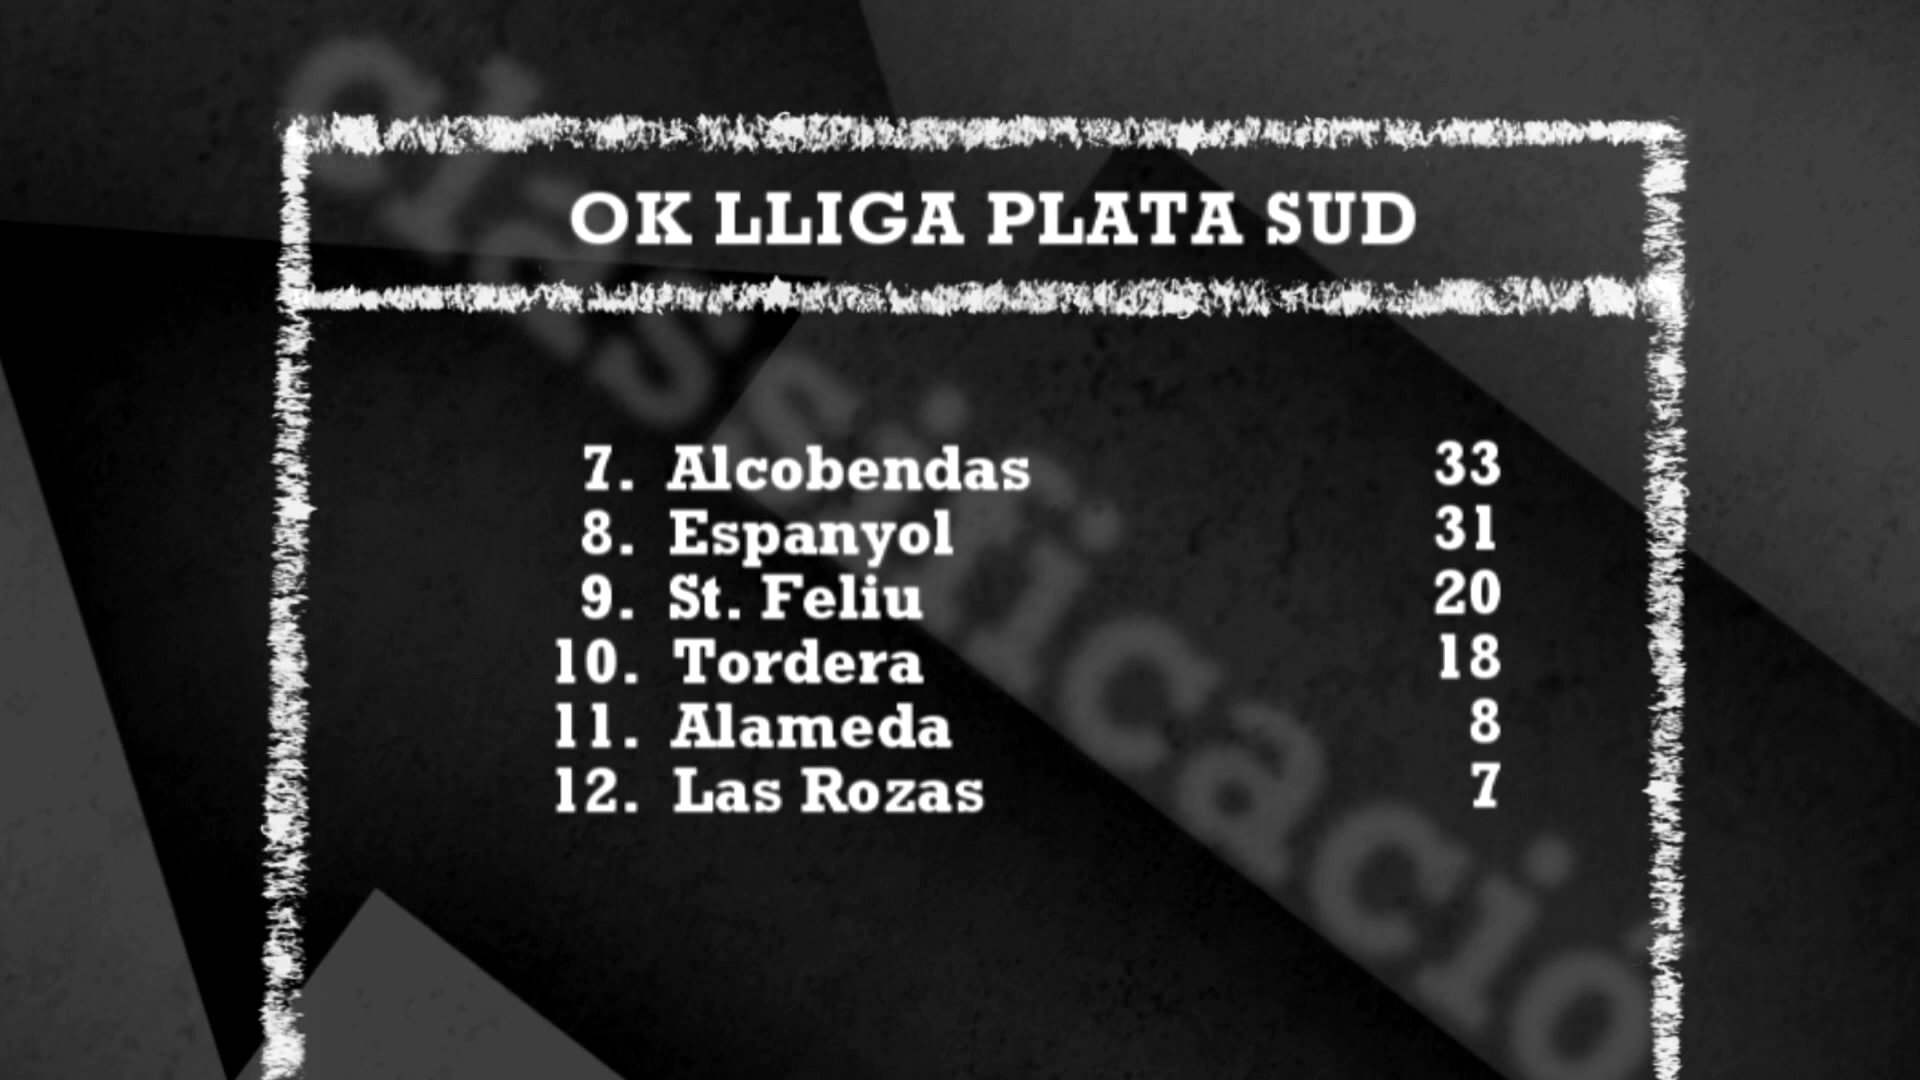 OK LLIGA PLATA SUD
7. Alcobendas 33
8. Espanyol 31
9. St. Feliu 20
10. Tordera 18
11. Alameda 8
12. Las Rozas 7
classificació